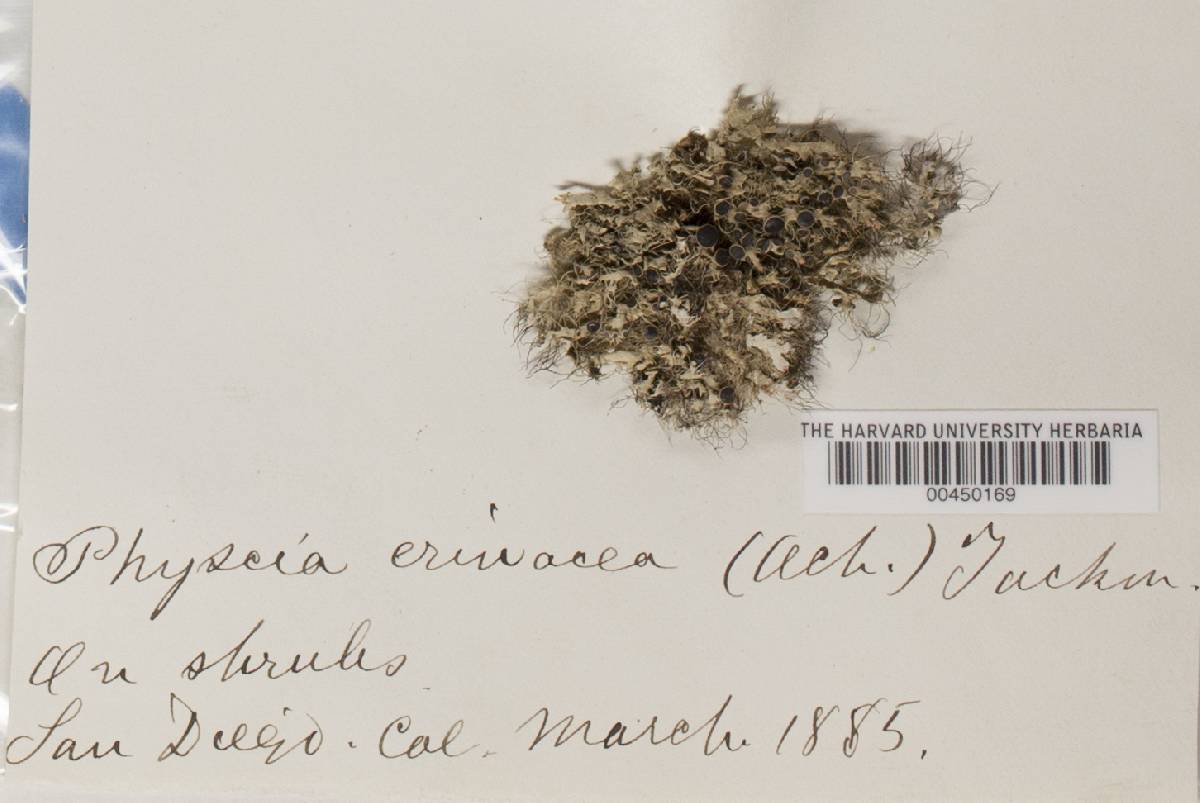 THE HARVARD UNIVERSITY HERBARIA
00450169
Physcia erinacea (Ach.) Tuckm.
On shrubs
San Diego. Cal. March. 1885.